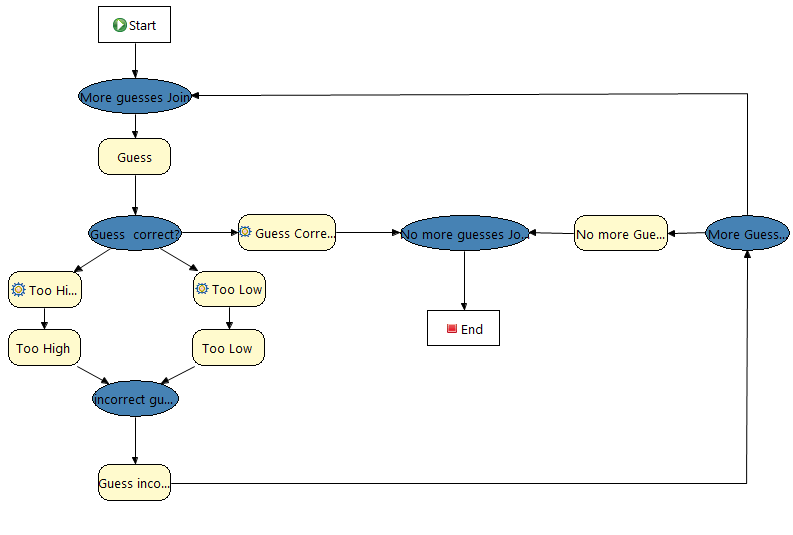 Start
More guesses Join
Guess
Guess correct?
Guess Corre...
No more guesses Jo...
No more Gue...
More Guess...
Too Hi...
Too Low
End
Too High
Too Low
Incorrect gu...
Guess inco...